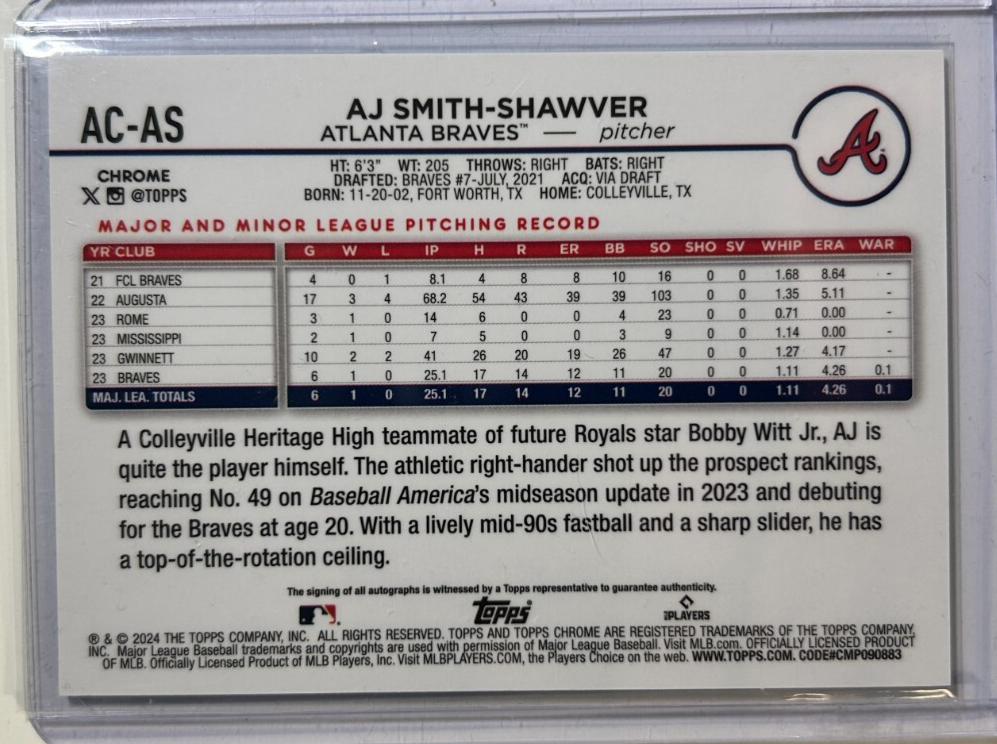 AC-AS
AJ SMITH-SHAWVER
ATLANTA BRAVES™ — pitcher
A
CHROME
X @TOPPS
HT: 6'3" WT: 205 THROWS: RIGHT BATS: RIGHT
DRAFTED: BRAVES #7-JULY, 2021 ACQ: VIA DRAFT
BORN: 11-20-02, FORT WORTH, TX HOME: COLLEYVILLE, TX
MAJOR AND MINOR LEAGUE PITCHING RECORD
YR CLUB G W L IP H R ER BB SO SHO SV WHIP ERA WAR
21 FCL BRAVES 4 0 1 8.1 4 8 8 10 16 0 0 1.68 8.64 -
22 AUGUSTA 17 3 4 68.2 54 43 39 39 103 0 0 1.35 5.11 -
23 ROME 3 1 0 14 6 0 0 4 23 0 0 0.71 0.00 -
23 MISSISSIPPI 2 1 0 7 5 0 0 3 9 0 0 1.14 0.00 -
23 GWINNETT 10 2 2 41 26 20 19 26 47 0 0 1.27 4.17 -
23 BRAVES 6 1 0 25.1 17 14 12 11 20 0 0 1.11 4.26 0.1
MAJ. LEA. TOTALS 6 1 0 25.1 17 14 12 11 20 0 0 1.11 4.26 0.1
A Colleyville Heritage High teammate of future Royals star Bobby Witt Jr., AJ is
quite the player himself. The athletic right-hander shot up the prospect rankings,
reaching No. 49 on Baseball America's midseason update in 2023 and debuting
for the Braves at age 20. With a lively mid-90s fastball and a sharp slider, he has
a top-of-the-rotation ceiling.
The signing of all autographs is witnessed by a Topps representative to guarantee authenticity.
topps PLAYERS
® & © 2024 THE TOPPS COMPANY, INC. ALL RIGHTS RESERVED. TOPPS AND TOPPS CHROME ARE REGISTERED TRADEMARKS OF THE TOPPS COMPANY,
INC. Major League Baseball trademarks and copyrights are used with permission of Major League Baseball. Visit MLB.com. OFFICIALLY LICENSED PRODUCT
OF MLB. Officially Licensed Product of MLB Players, Inc. Visit MLBPLAYERS.COM, the Players Choice on the web. WWW.TOPPS.COM. CODE#CMP090883